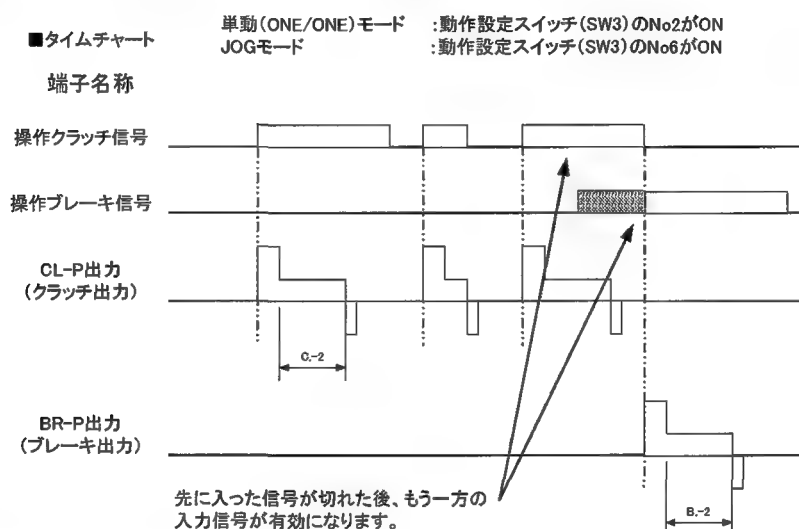 ■タイムチャート
単動(ONE/ONE)モード :動作設定スイッチ(SW3)のNo2がON
JOGモード :動作設定スイッチ(SW3)のNo6がON
端子名称
操作クラッチ信号
操作ブレーキ信号
CL-P出力
(クラッチ出力)
C.-2
BR-P出力
(ブレーキ出力)
B.-2
先に入った信号が切れた後、もう一方の
入力信号が有効になります。